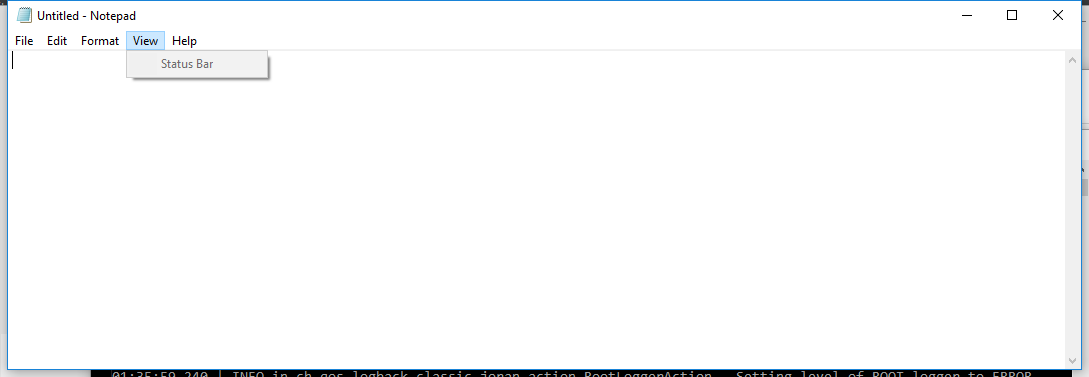 Untitled - Notepad
File Edit Format View Help
Status Bar
01:35:59,240 | INFO in ch.qos.logback.classic.joran.action.RootLoggerAction - Setting level of ROOT logger to ERROR